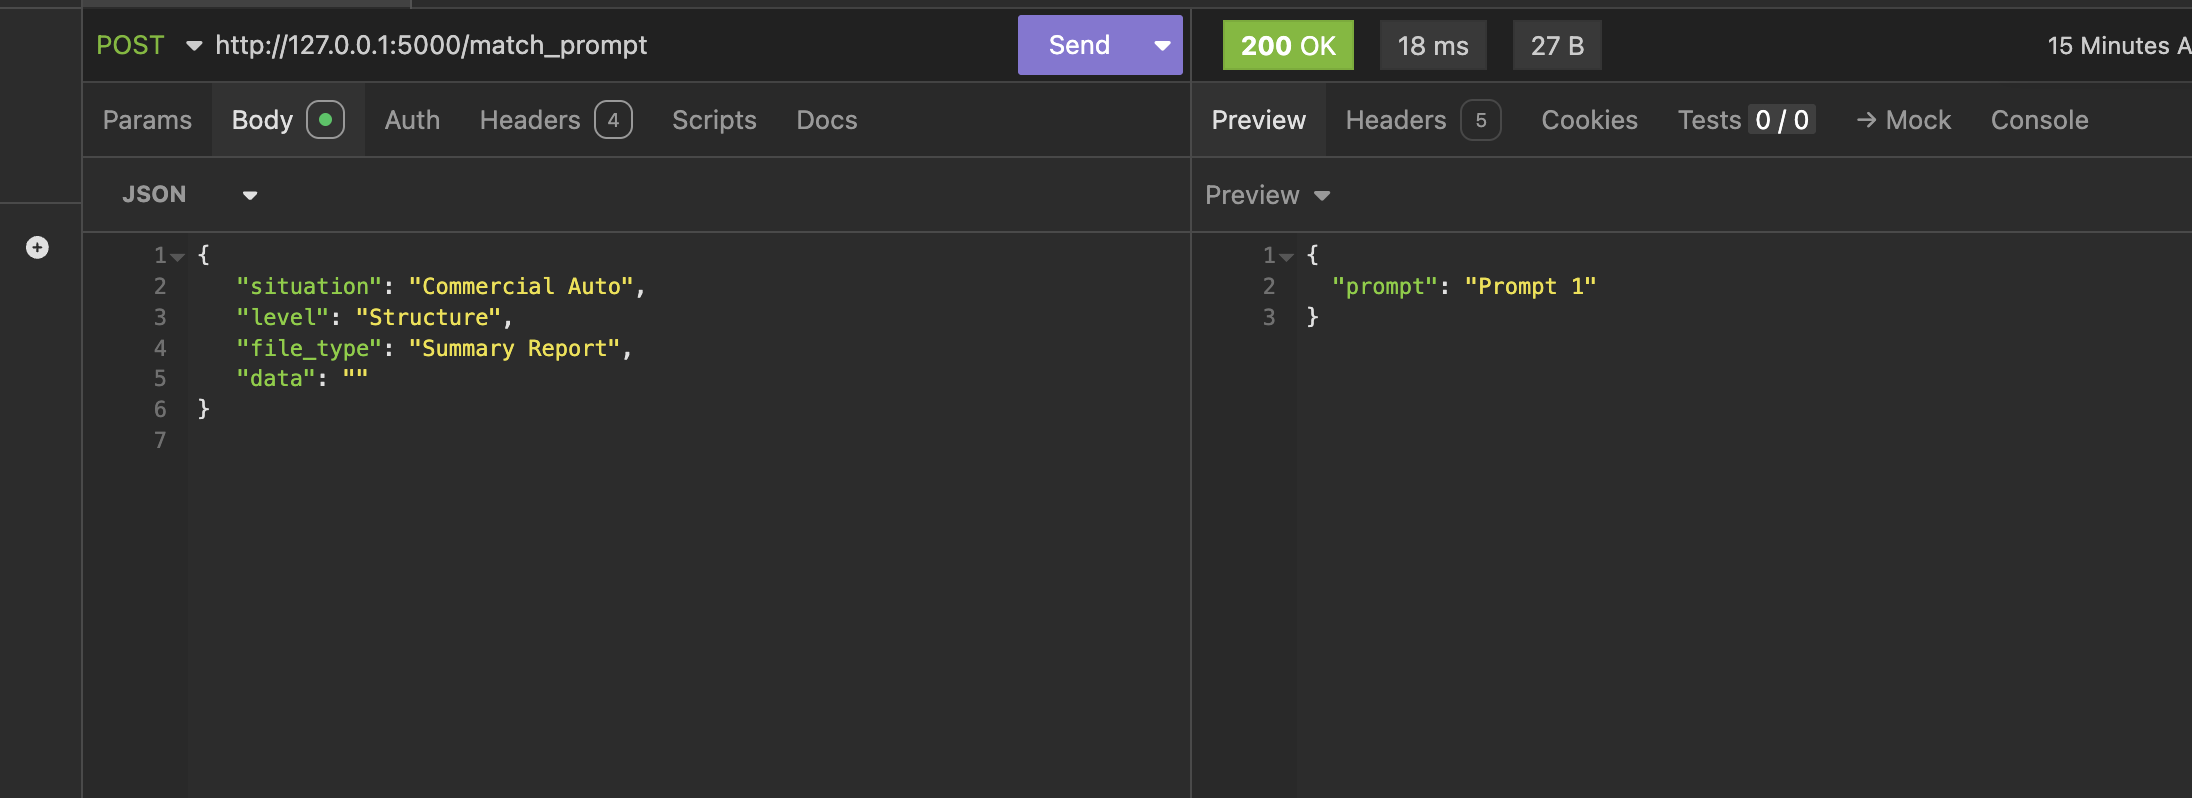 POST http://127.0.0.1:5000/match_prompt Send
200 OK 18 ms 27 B 15 Minutes A
Params Body Auth Headers 4 Scripts Docs
Preview Headers 5 Cookies Tests 0 / 0 → Mock Console
JSON
Preview
1 {
2 "situation": "Commercial Auto",
3 "level": "Structure",
4 "file_type": "Summary Report",
5 "data": ""
6 }
7
1 {
2 "prompt": "Prompt 1"
3 }